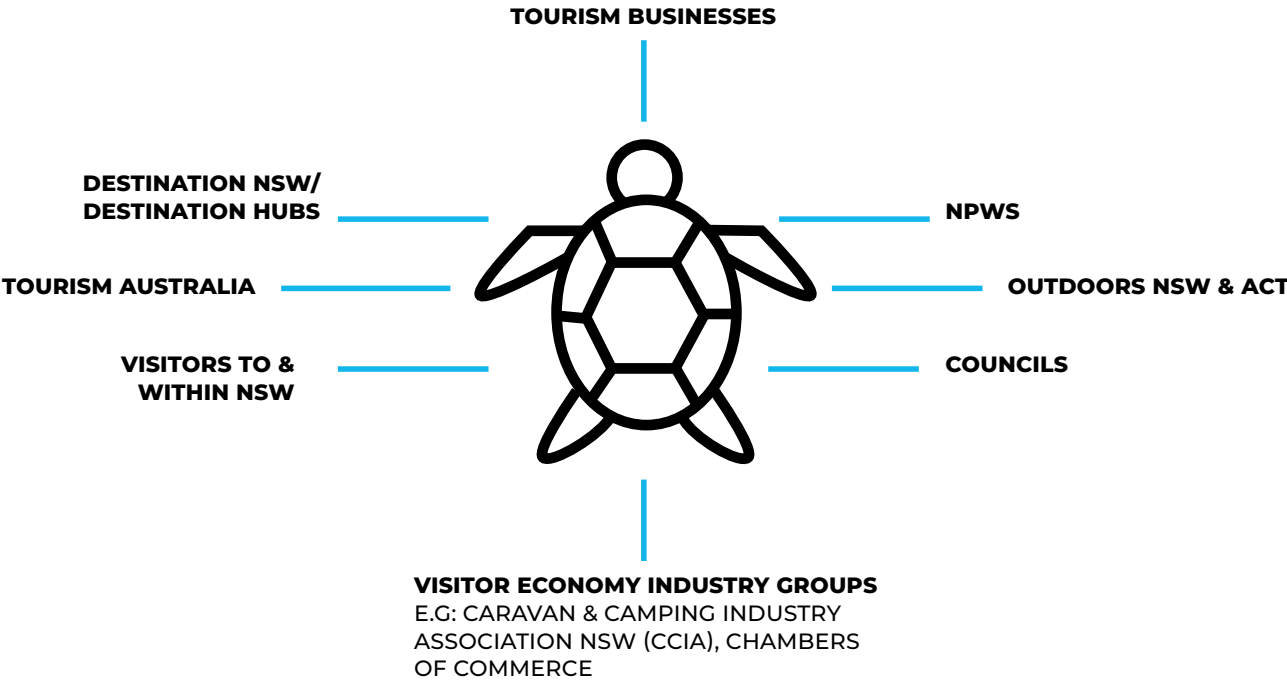 TOURISM BUSINESSES
DESTINATION NSW/
DESTINATION HUBS
NPWS
TOURISM AUSTRALIA
OUTDOORS NSW & ACT
VISITORS TO &
WITHIN NSW
COUNCILS
VISITOR ECONOMY INDUSTRY GROUPS
E.G: CARAVAN & CAMPING INDUSTRY
ASSOCIATION NSW (CCIA), CHAMBERS
OF COMMERCE